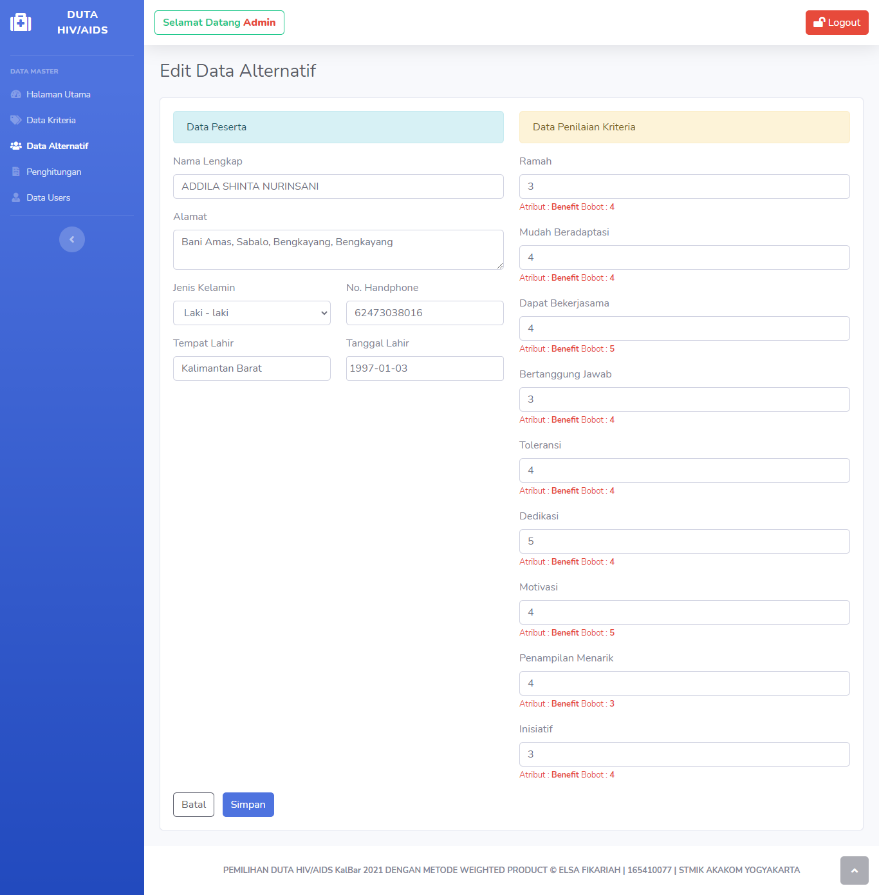 DUTA
HIV/AIDS
Selamat Datang Admin
Logout
DATA MASTER
Halaman Utama
Data Kriteria
Data Alternatif
Penghitungan
Data Users
Edit Data Alternatif
Data Peserta
Nama Lengkap
ADDILA SHINTA NURINSANI
Alamat
Bani Amas, Sabalo, Bengkayang, Bengkayang
Jenis Kelamin
No. Handphone
Laki - laki
62473038016
Tempat Lahir
Tanggal Lahir
Kalimantan Barat
1997-01-03
Data Penilaian Kriteria
Ramah
3
Atribut : Benefit Bobot : 4
Mudah Beradaptasi
4
Atribut : Benefit Bobot : 4
Dapat Bekerjasama
4
Atribut : Benefit Bobot : 5
Bertanggung Jawab
3
Atribut : Benefit Bobot : 4
Toleransi
4
Atribut : Benefit Bobot : 4
Dedikasi
5
Atribut : Benefit Bobot : 4
Motivasi
4
Atribut : Benefit Bobot : 5
Penampilan Menarik
4
Atribut : Benefit Bobot : 3
Inisiatif
3
Atribut : Benefit Bobot : 4
Batal
Simpan
PEMILIHAN DUTA HIV/AIDS KalBar 2021 DENGAN METODE WEIGHTED PRODUCT © ELSA FIKARIAH | 165410077 | STMIK AKAKOM YOGYAKARTA